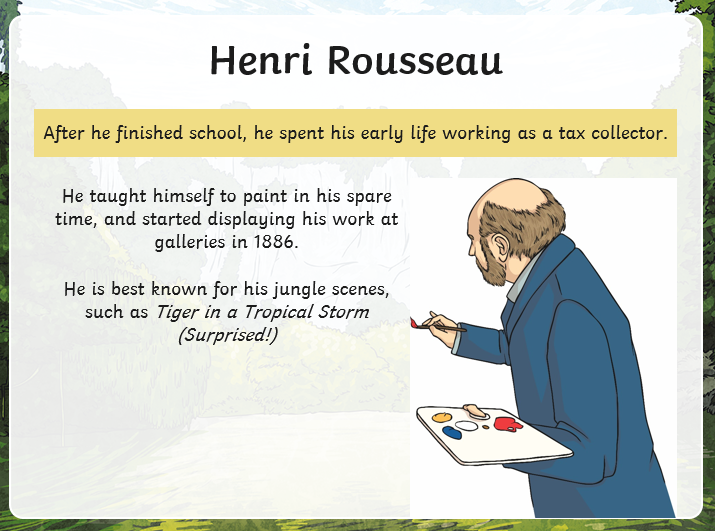 Henri Rousseau
After he finished school, he spent his early life working as a tax collector.
He taught himself to paint in his spare
time, and started displaying his work at
galleries in 1886.
He is best known for his jungle scenes,
such as Tiger in a Tropical Storm
(Surprised!)